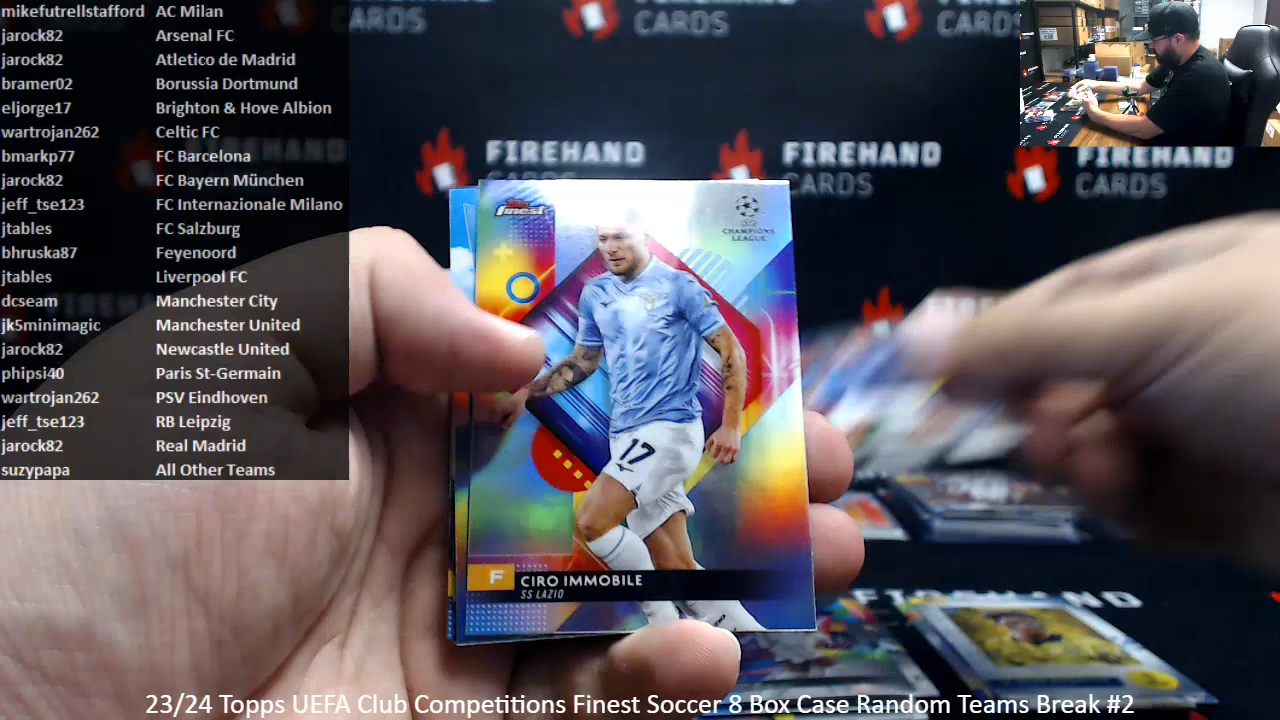 mikefutrellstafford AC Milan
jarock82 Arsenal FC
jarock82 Atletico de Madrid
bramer02 Borussia Dortmund
eljorge17 Brighton & Hove Albion
wartrojan262 Celtic FC
bmarkp77 FC Barcelona
jarock82 FC Bayern München
jeff_tse123 FC Internazionale Milano
jtables FC Salzburg
bhruska87 Feyenoord
jtables Liverpool FC
dcseam Manchester City
jk5minimagic Manchester United
jarock82 Newcastle United
phipsi40 Paris St-Germain
wartrojan262 PSV Eindhoven
jeff_tse123 RB Leipzig
jarock82 Real Madrid
suzypapa All Other Teams
CARDS
CARDS
CARDS
FIREHAND
CARDS
FIREHAND
CARDS
FIREHAND
CARDS
Finest
CHAMPIONS
LEAGUE
17
F CIRO IMMOBILE
SS LAZIO
23/24 Topps UEFA Club Competitions Finest Soccer 8 Box Case Random Teams Break #2